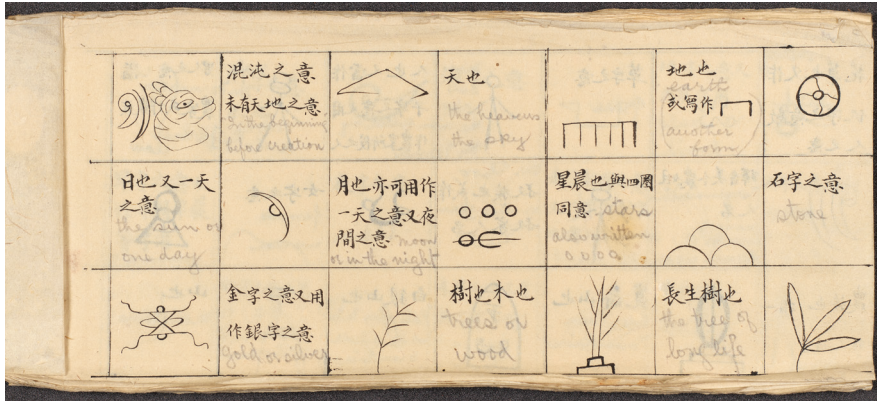 混沌之意
未有天地之意
"In the beginning"
before creation
天也
the heavens
the sky
地也
earth
或寫作
(another
form)
日也又一天
之意
the sun or
one day
月也亦可用作
一天之意又夜
間之意 moon
or in the night
星晨也與四圈
同意 stars
also written
0000
石字之意
stone
金字之意又用
作銀字之意
gold or silver
樹也木也
trees or
wood
長生樹也
the tree of
long life